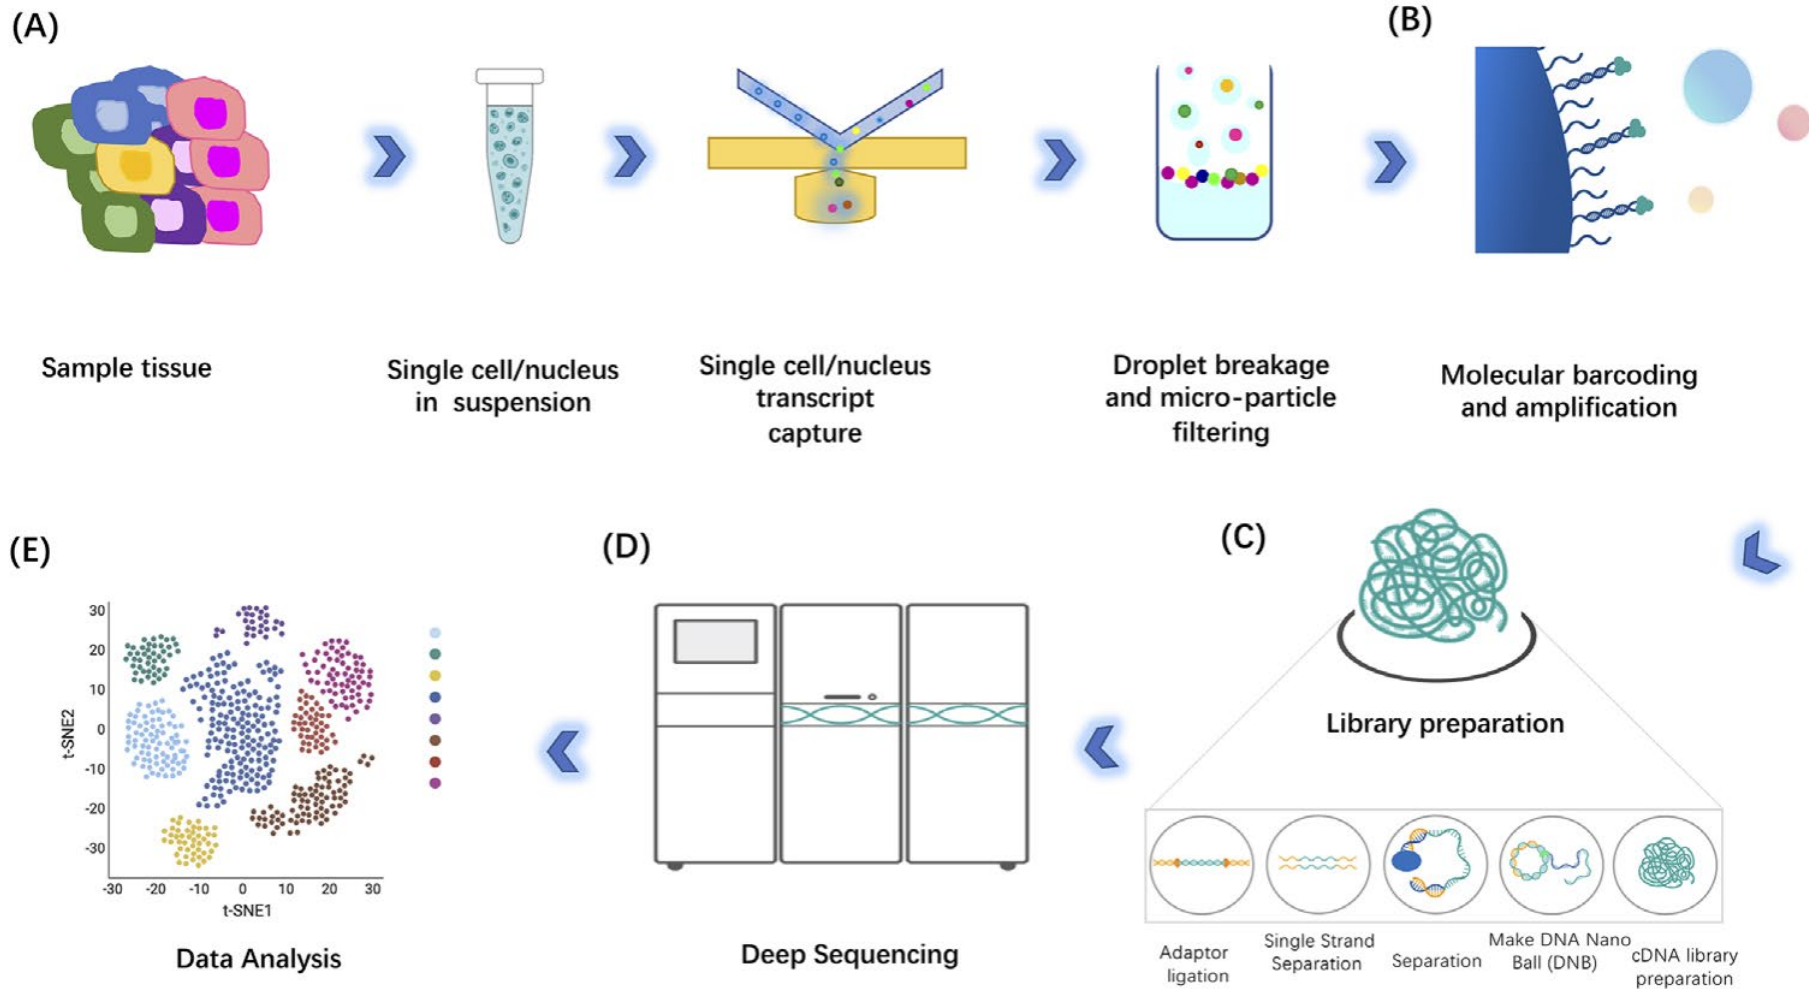 (A)
(B)
Sample tissue
Single cell/nucleus
in suspension
Single cell/nucleus
transcript
capture
Droplet breakage
and micro-particle
filtering
Molecular barcoding
and amplification
(C)
Library preparation
Adaptor
ligation
Single Strand
Separation
Separation
Make DNA Nano
Ball (DNB)
cDNA library
preparation
(D)
Deep Sequencing
(E)
30
20
10
0
-10
-20
-30
t-SNE2
-30 -20 -10 0 10 20 30
t-SNE1
Data Analysis